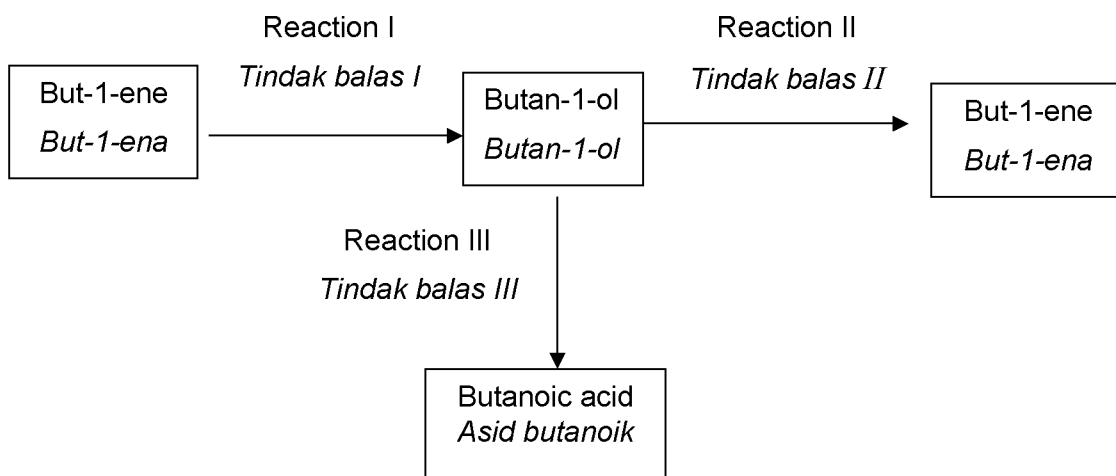 Reaction I
Tindak balas I
Reaction II
Tindak balas II
But-1-ene
But-1-ena
Butan-1-ol
Butan-1-ol
But-1-ene
But-1-ena
Reaction III
Tindak balas III
Butanoic acid
Asid butanoik